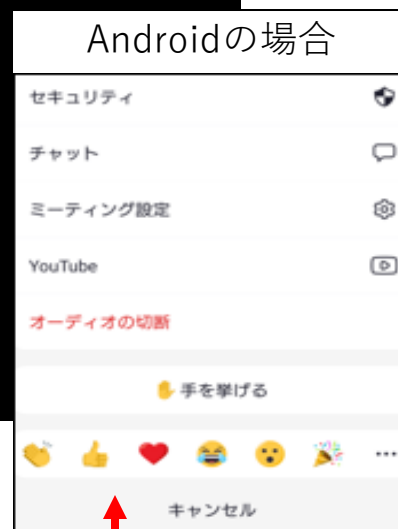 Androidの場合
セキュリティ
チャット
ミーティング設定
YouTube
オーディオの切断
手を挙げる
キャンセル